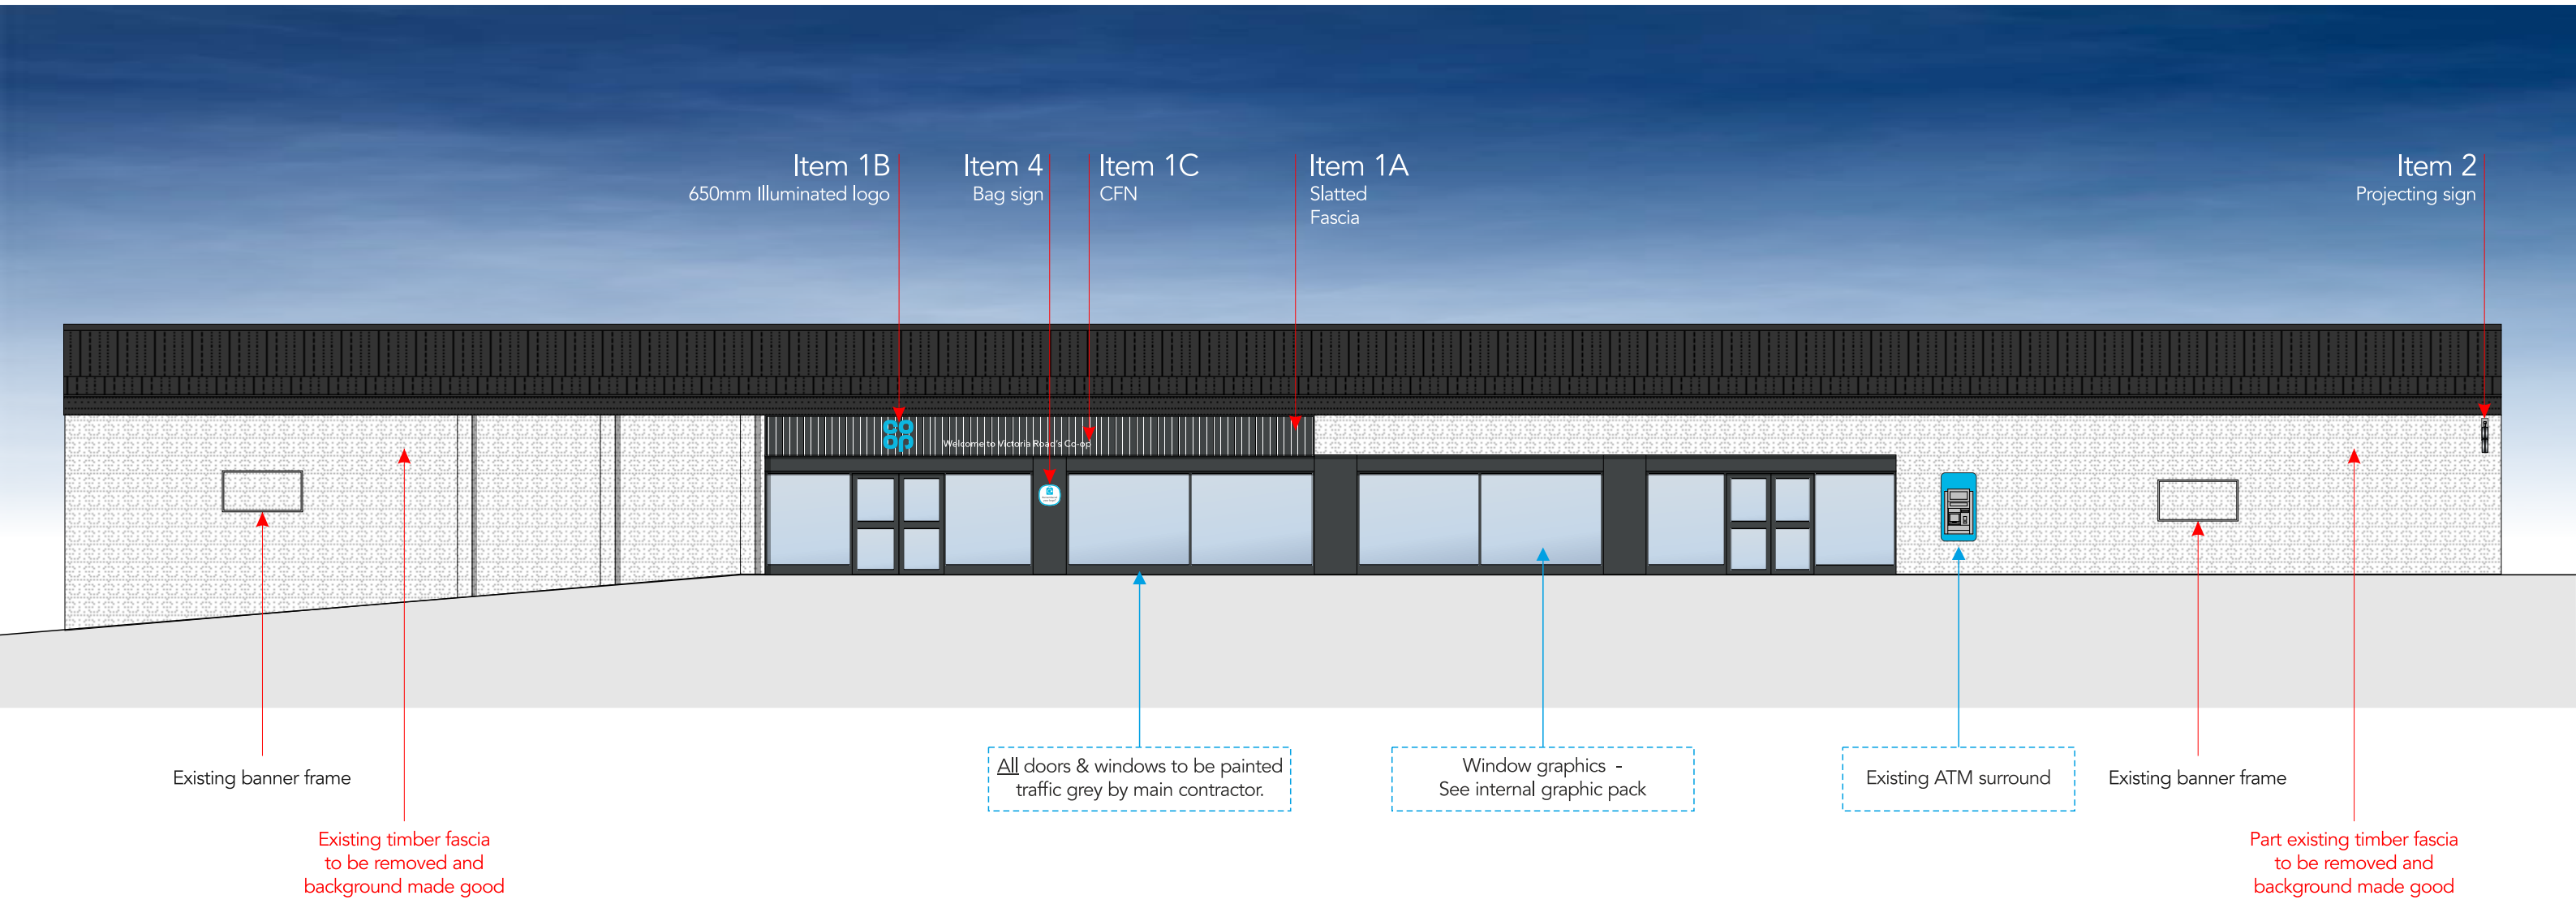 Item 1B
650mm Illuminated logo
Item 4
Bag sign
Item 1C
CFN
Item 1A
Slatted
Fascia
Item 2
Projecting sign
co
op
Welcome to Victoria Road's Co-op
Existing banner frame
Existing timber fascia
to be removed and
background made good
All doors & windows to be painted
traffic grey by main contractor.
Window graphics -
See internal graphic pack
Existing ATM surround
Existing banner frame
Part existing timber fascia
to be removed and
background made good